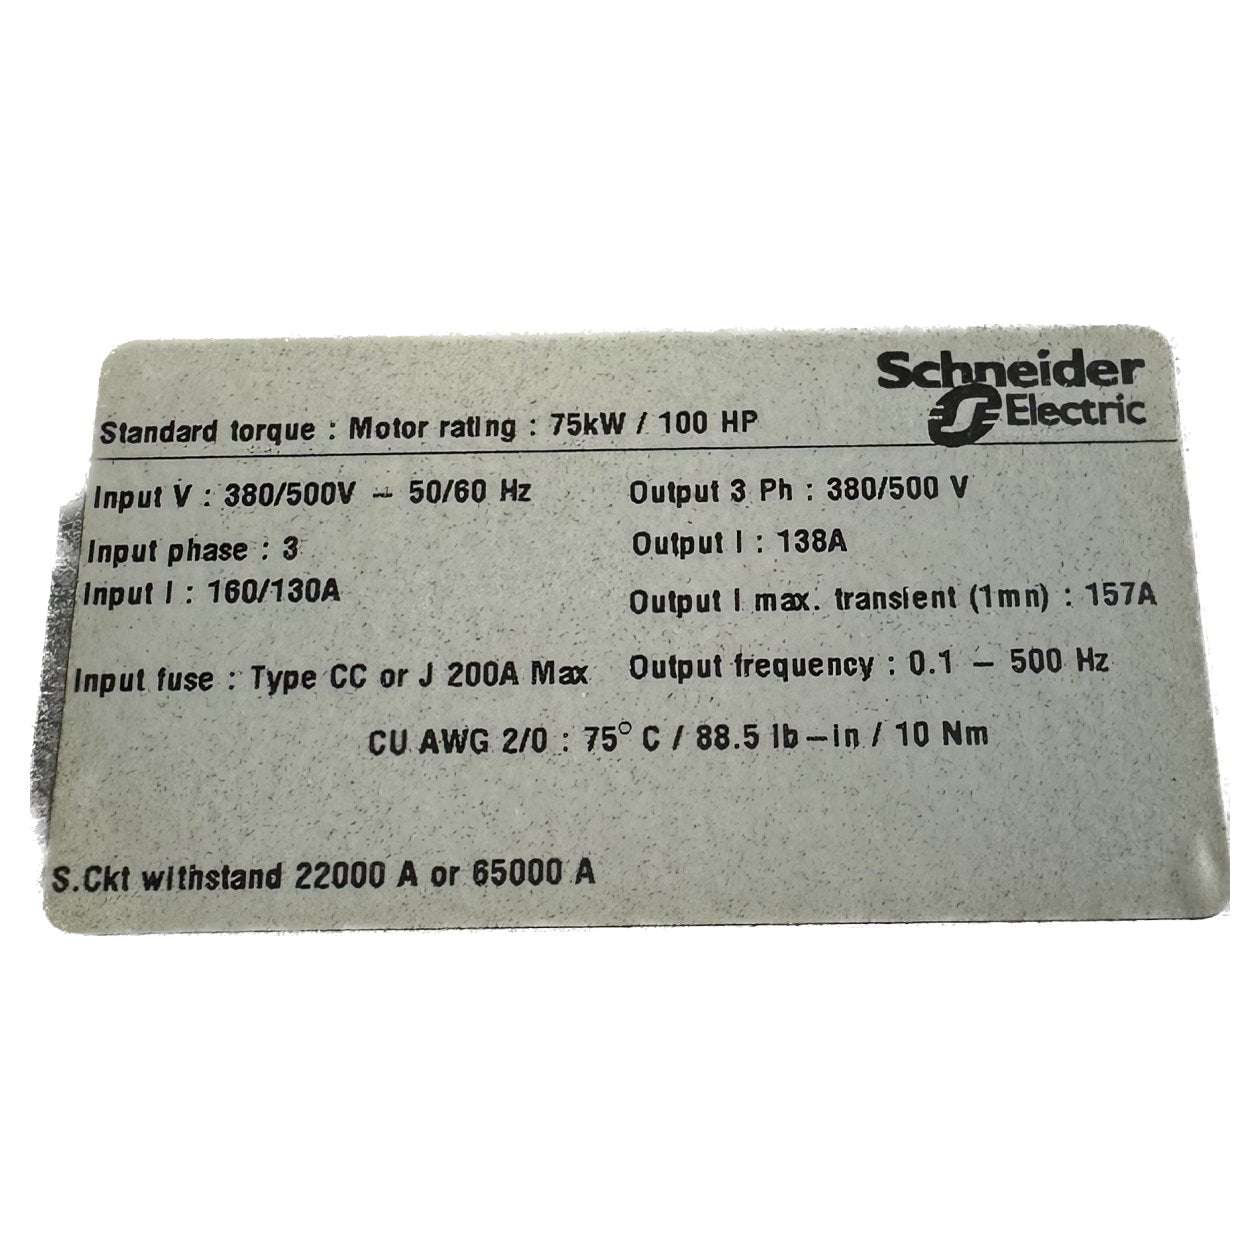 Schneider
Electric
Standard torque : Motor rating : 75kW / 100 HP
Input V : 380/500V ~ 50/60 Hz
Output 3 Ph : 380/500 V
Input phase : 3
Output I : 138A
Input I : 160/130A
Output I max. transient (1mn) : 157A
Input fuse : Type CC or J 200A Max
Output frequency : 0.1 – 500 Hz
CU AWG 2/0 : 75° C / 88.5 lb–in / 10 Nm
S.Ckt withstand 22000 A or 65000 A